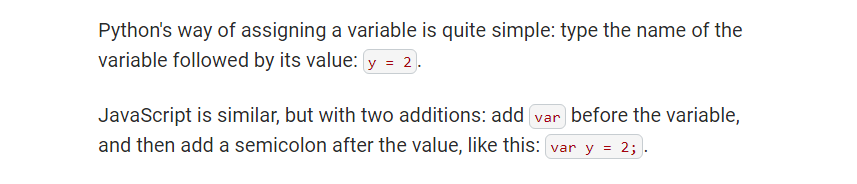 Python's way of assigning a variable is quite simple: type the name of the
variable followed by its value: y = 2.
JavaScript is similar, but with two additions: add var before the variable,
and then add a semicolon after the value, like this: var y = 2;.